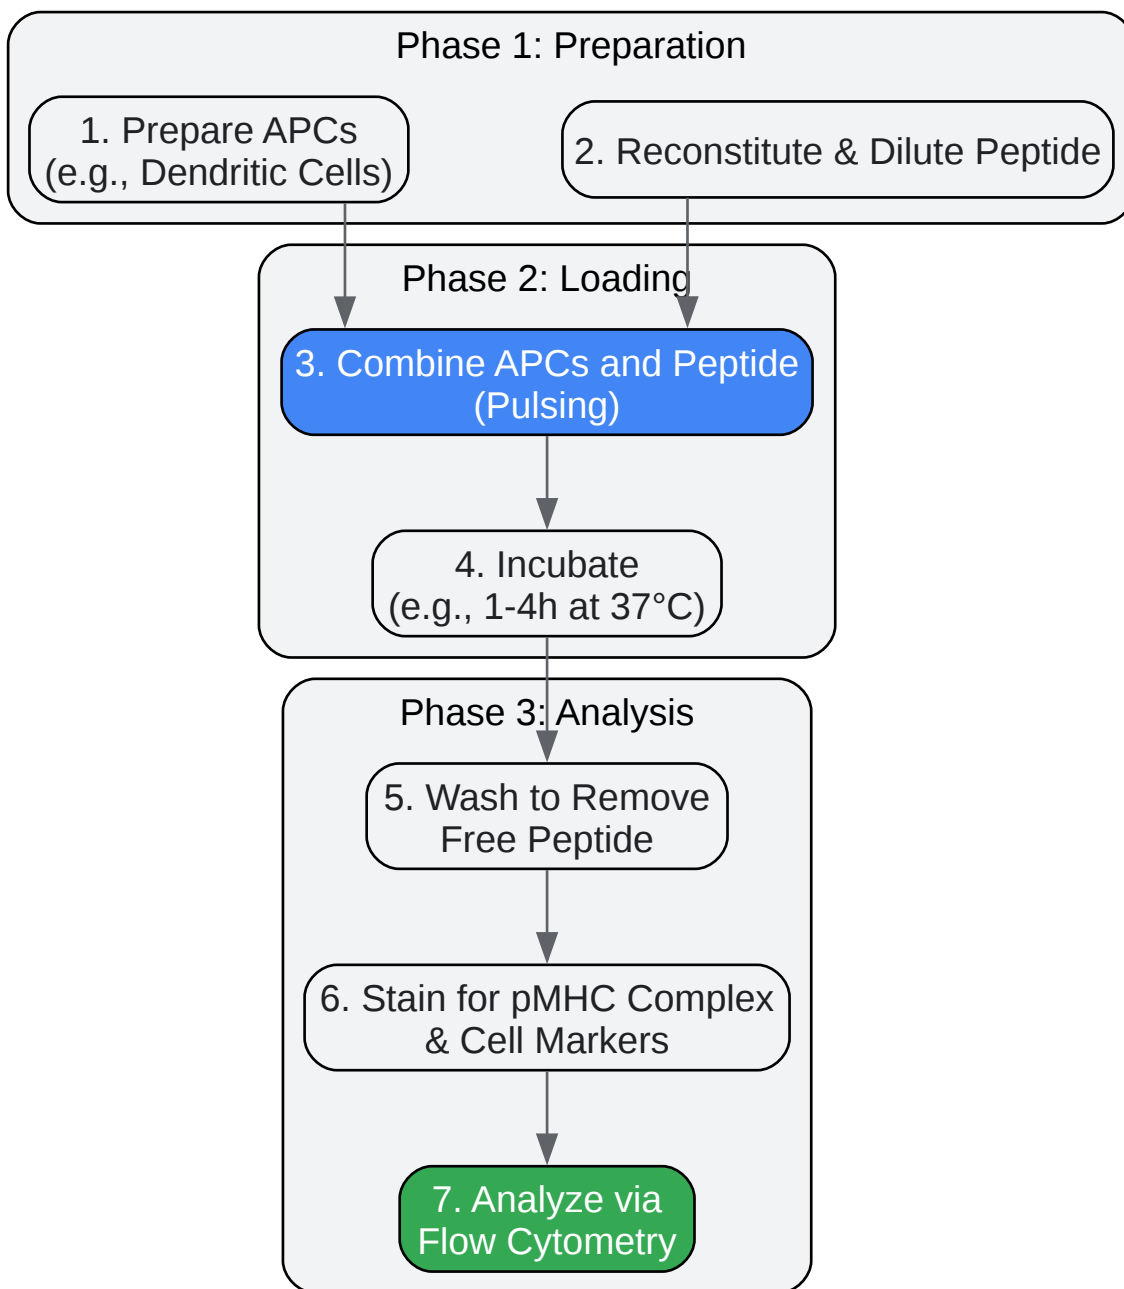 Phase 1: Preparation
1. Prepare APCs
(e.g., Dendritic Cells)
2. Reconstitute & Dilute Peptide
Phase 2: Loading
3. Combine APCs and Peptide
(Pulsing)
4. Incubate
(e.g., 1-4h at 37°C)
Phase 3: Analysis
5. Wash to Remove
Free Peptide
6. Stain for pMHC Complex
& Cell Markers
7. Analyze via
Flow Cytometry